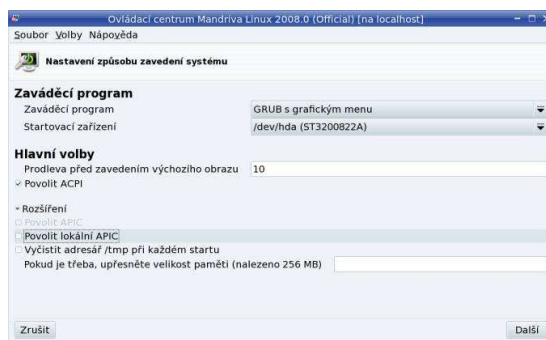 Ovládací centrum Mandriva Linux 2008.0 (Official) [na localhost]
Soubor Volby Nápověda
Nastavení způsobu zavedení systému
Zaváděcí program
Zaváděcí program GRUB s grafickým menu
Startovací zařízení /dev/hda (ST3200822A)
Hlavní volby
Prodleva před zavedením výchozího obrazu 10
Povolit ACPI
Rozšíření
Povolit APIC
Povolit lokální APIC
Vyčistit adresář /tmp při každém startu
Pokud je třeba, upřesněte velikost paměti (nalezeno 256 MB)
Zrušit Další